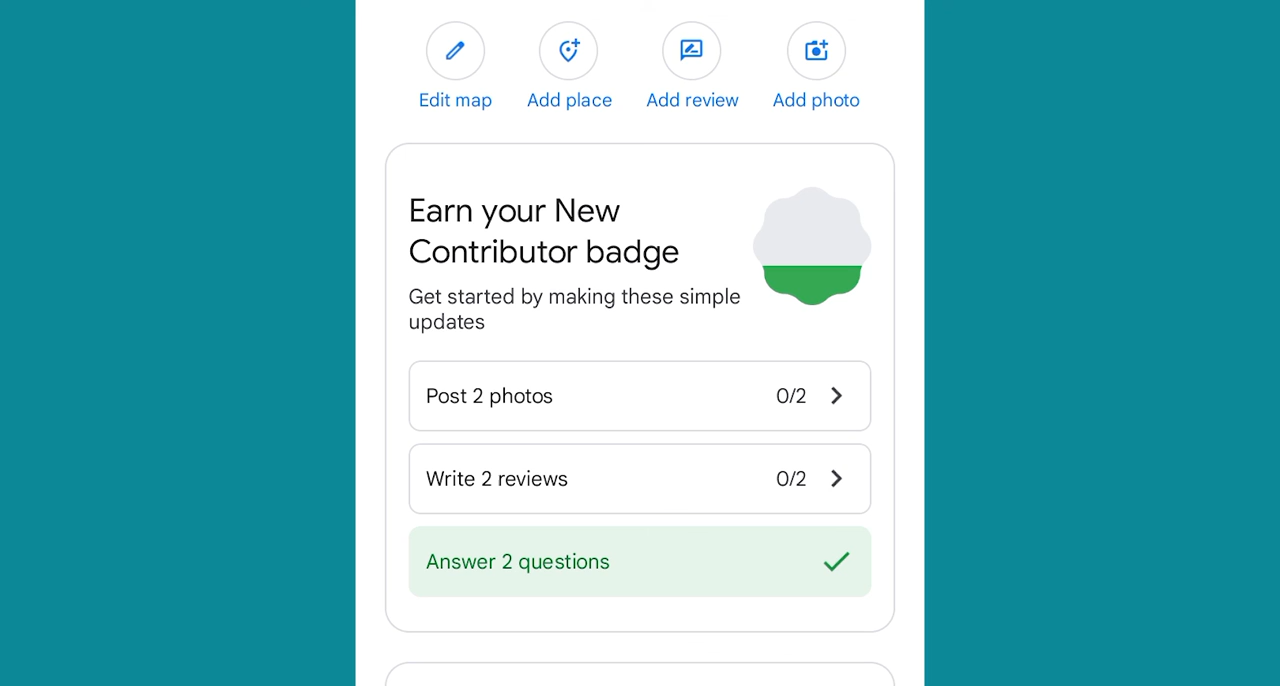 Edit map
Add place
Add review
Add photo
Earn your New
Contributor badge
Get started by making these simple
updates
Post 2 photos 0/2
Write 2 reviews 0/2
Answer 2 questions